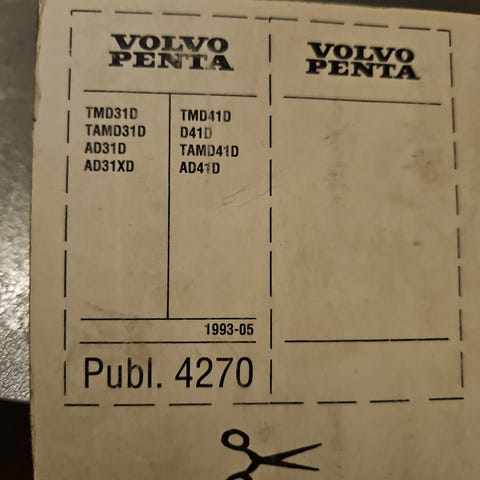 VOLVO
PENTA
TMD31D
TAMD31D
AD31D
AD31XD
TMD41D
D41D
TAMD41D
AD41D
1993-05
Publ. 4270
VOLVO
PENTA